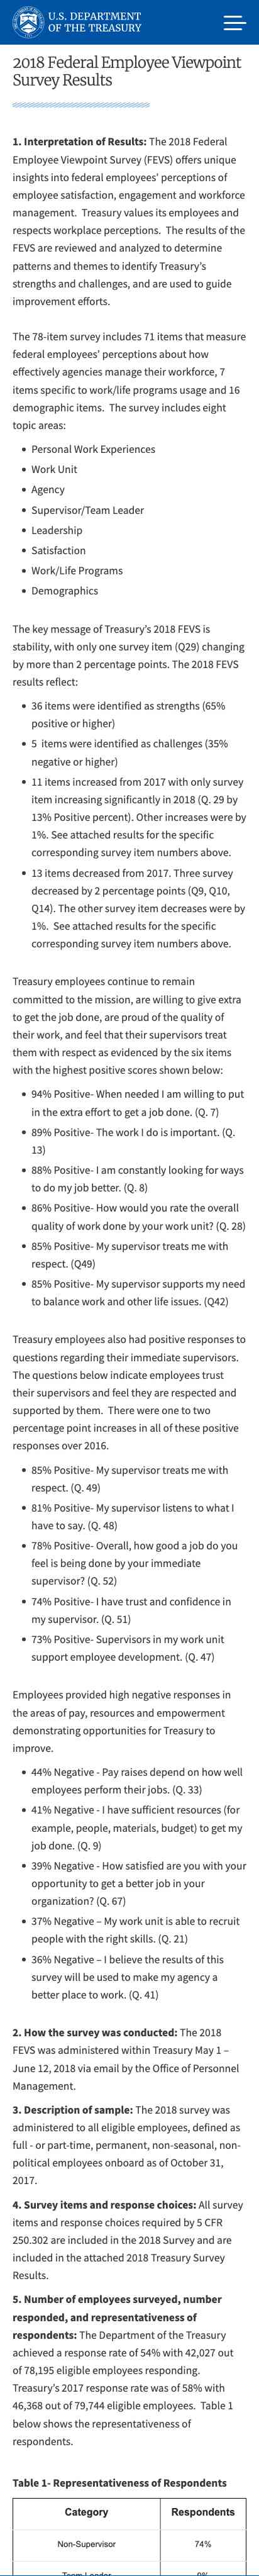 U.S. DEPARTMENT
OF THE TREASURY
2018 Federal Employee Viewpoint
Survey Results
1. Interpretation of Results: The 2018 Federal
Employee Viewpoint Survey (FEVS) offers unique
insights into federal employees' perceptions of
employee satisfaction, engagement and workforce
management.  Treasury values its employees and
respects workplace perceptions.  The results of the
FEVS are reviewed and analyzed to determine
patterns and themes to identify Treasury's
strengths and challenges, and are used to guide
improvement efforts.
The 78-item survey includes 71 items that measure
federal employees' perceptions about how
effectively agencies manage their workforce, 7
items specific to work/life programs usage and 16
demographic items.  The survey includes eight
topic areas:
• Personal Work Experiences
• Work Unit
• Agency
• Supervisor/Team Leader
• Leadership
• Satisfaction
• Work/Life Programs
• Demographics
The key message of Treasury's 2018 FEVS is
stability, with only one survey item (Q29) changing
by more than 2 percentage points. The 2018 FEVS
results reflect:
• 36 items were identified as strengths (65%
positive or higher)
• 5  items were identified as challenges (35%
negative or higher)
• 11 items increased from 2017 with only survey
item increasing significantly in 2018 (Q. 29 by
13% Positive percent). Other increases were by
1%. See attached results for the specific
corresponding survey item numbers above.
• 13 items decreased from 2017. Three survey
decreased by 2 percentage points (Q9, Q10,
Q14). The other survey item decreases were by
1%.  See attached results for the specific
corresponding survey item numbers above.
Treasury employees continue to remain
committed to the mission, are willing to give extra
to get the job done, are proud of the quality of
their work, and feel that their supervisors treat
them with respect as evidenced by the six items
with the highest positive scores shown below:
• 94% Positive- When needed I am willing to put
in the extra effort to get a job done. (Q. 7)
• 89% Positive- The work I do is important. (Q.
13)
• 88% Positive- I am constantly looking for ways
to do my job better. (Q. 8)
• 86% Positive- How would you rate the overall
quality of work done by your work unit? (Q. 28)
• 85% Positive- My supervisor treats me with
respect. (Q49)
• 85% Positive- My supervisor supports my need
to balance work and other life issues. (Q42)
Treasury employees also had positive responses to
questions regarding their immediate supervisors.
The questions below indicate employees trust
their supervisors and feel they are respected and
supported by them.  There were one to two
percentage point increases in all of these positive
responses over 2016.
• 85% Positive- My supervisor treats me with
respect. (Q. 49)
• 81% Positive- My supervisor listens to what I
have to say. (Q. 48)
• 78% Positive- Overall, how good a job do you
feel is being done by your immediate
supervisor? (Q. 52)
• 74% Positive- I have trust and confidence in
my supervisor. (Q. 51)
• 73% Positive- Supervisors in my work unit
support employee development. (Q. 47)
Employees provided high negative responses in
the areas of pay, resources and empowerment
demonstrating opportunities for Treasury to
improve.
• 44% Negative - Pay raises depend on how well
employees perform their jobs. (Q. 33)
• 41% Negative - I have sufficient resources (for
example, people, materials, budget) to get my
job done. (Q. 9)
• 39% Negative - How satisfied are you with your
opportunity to get a better job in your
organization? (Q. 67)
• 37% Negative – My work unit is able to recruit
people with the right skills. (Q. 21)
• 36% Negative – I believe the results of this
survey will be used to make my agency a
better place to work. (Q. 41)
2. How the survey was conducted: The 2018
FEVS was administered within Treasury May 1 –
June 12, 2018 via email by the Office of Personnel
Management.
3. Description of sample: The 2018 survey was
administered to all eligible employees, defined as
full - or part-time, permanent, non-seasonal, non-
political employees onboard as of October 31,
2017.
4. Survey items and response choices: All survey
items and response choices required by 5 CFR
250.302 are included in the 2018 Survey and are
included in the attached 2018 Treasury Survey
Results.
5. Number of employees surveyed, number
responded, and representativeness of
respondents: The Department of the Treasury
achieved a response rate of 54% with 42,027 out
of 78,195 eligible employees responding.
Treasury's 2017 response rate was of 58% with
46,368 out of 79,744 eligible employees.  Table 1
below shows the representativeness of
respondents.
Table 1- Representativeness of Respondents
Category Respondents
Non-Supervisor 74%